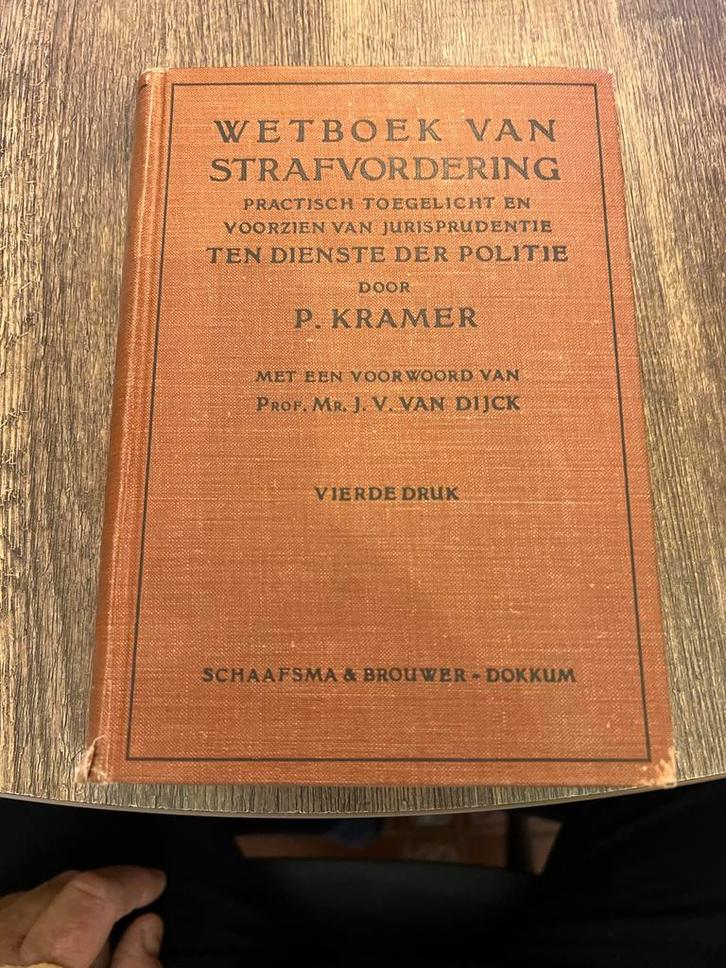 WETBOEK VAN
STRAFVORDERING
PRACTISCH TOEGELICHT EN
VOORZIEN VAN JURISPRUDENTIE
TEN DIENSTE DER POLITIE
DOOR
P. KRAMER
MET EEN VOORWOORD VAN
PROF. MR. J. V. VAN DIJCK
VIERDE DRUK
SCHAAFSMA & BROUWER - DOKKUM